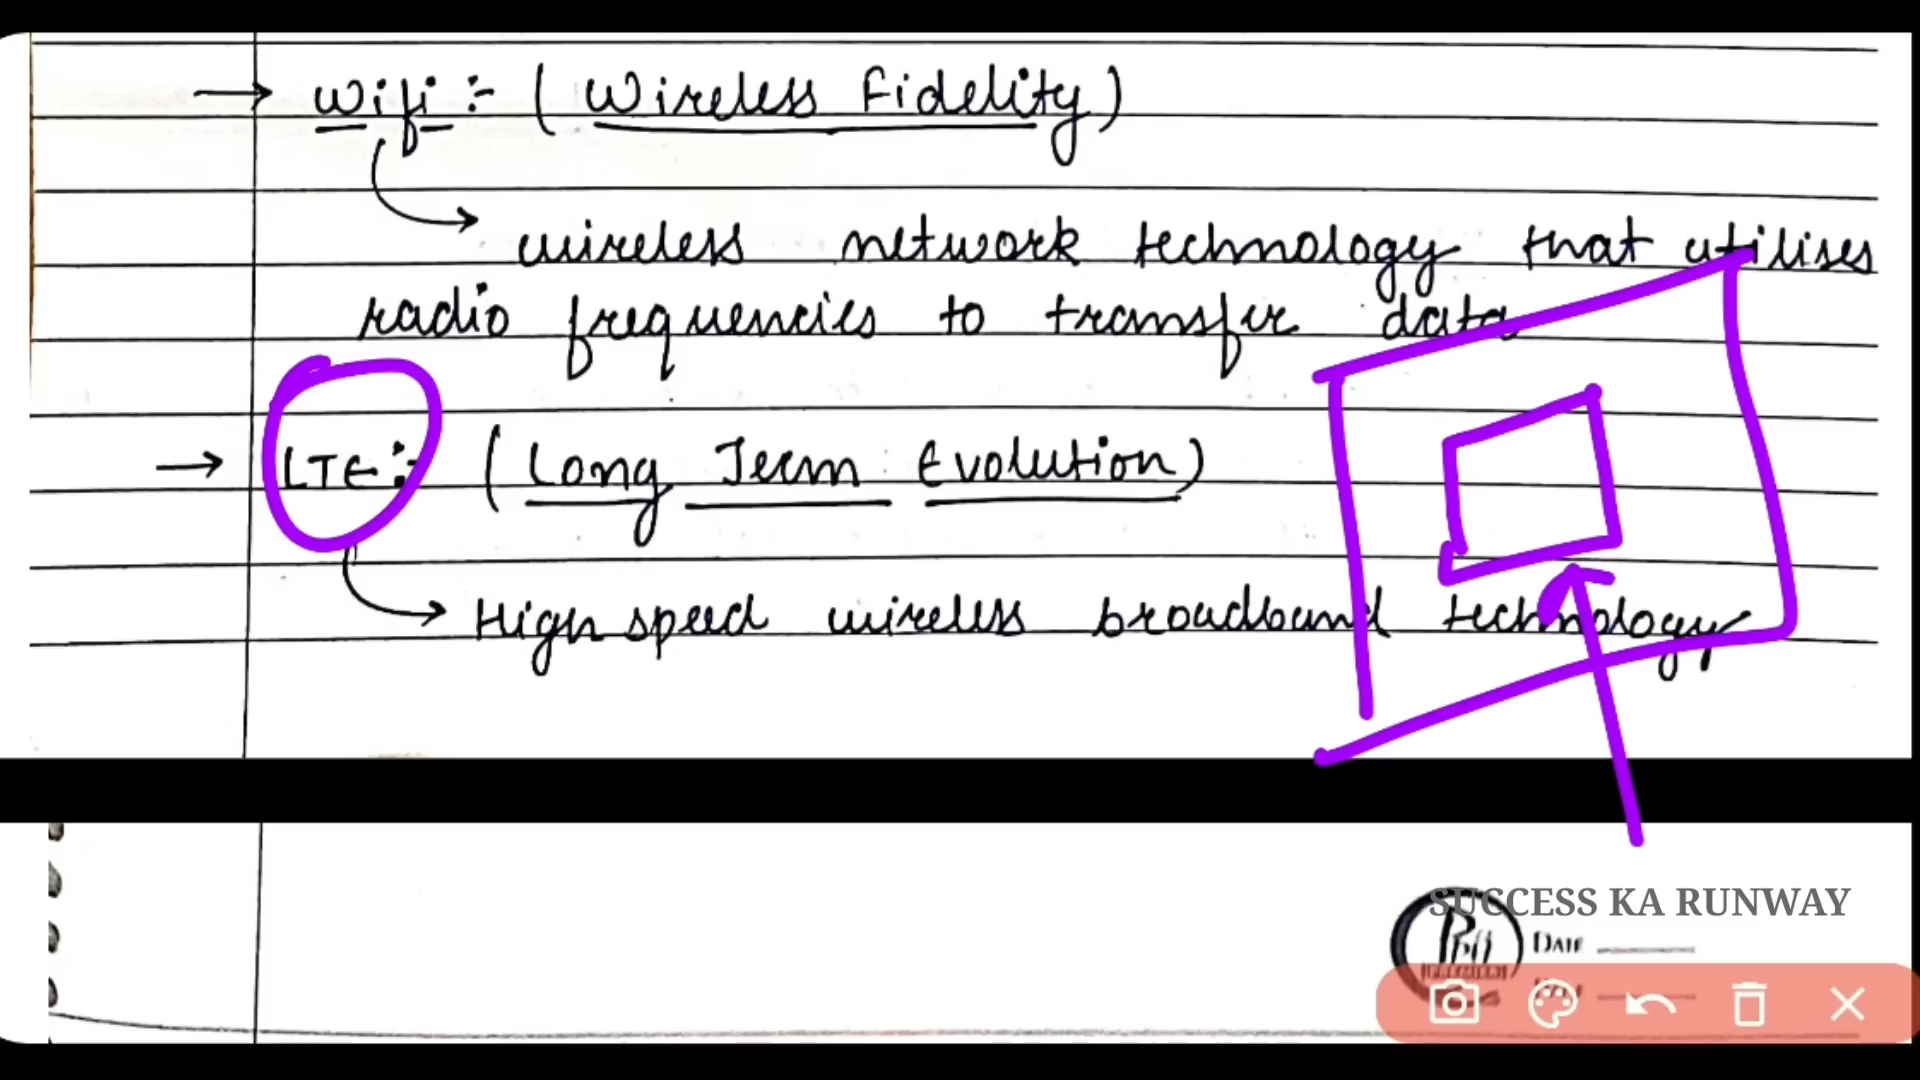 → Wifi :- ( Wireless Fidelity )
wireless network technology that utilises
radio frequencies to transfer data
→ LTE :- ( Long Term Evolution )
High speed wireless broadband technology
SUCCESS KA RUNWAY
DATE